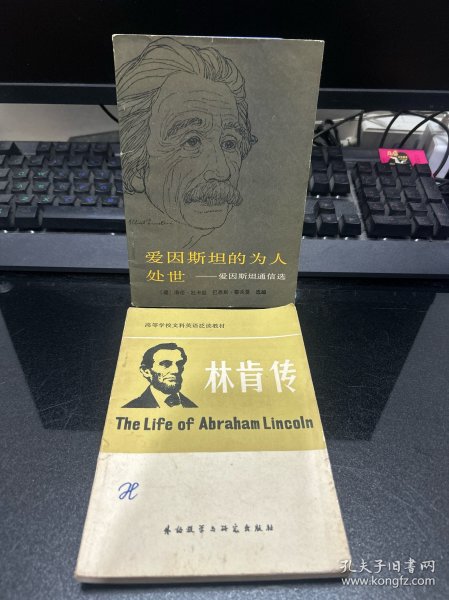 爱因斯坦的为人
处世——爱因斯坦通信选
选编
高等学校文科英语泛读教材
林肯传
The Life of Abraham Lincoln
外语教学与研究出版社
孔夫子旧书网
www.kongfz.com